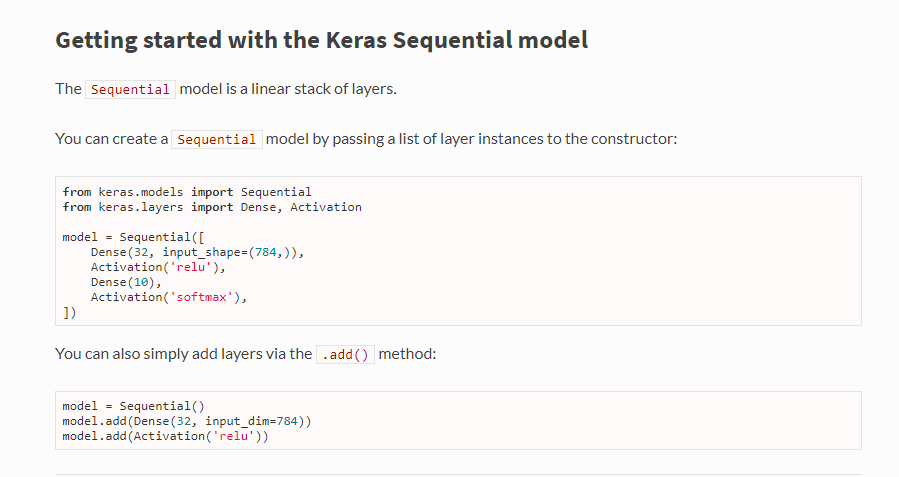 Getting started with the Keras Sequential model
The Sequential model is a linear stack of layers.
You can create a Sequential model by passing a list of layer instances to the constructor:
from keras.models import Sequential
from keras.layers import Dense, Activation
model = Sequential([
    Dense(32, input_shape=(784,)),
    Activation('relu'),
    Dense(10),
    Activation('softmax'),
])
You can also simply add layers via the .add() method:
model = Sequential()
model.add(Dense(32, input_dim=784))
model.add(Activation('relu'))